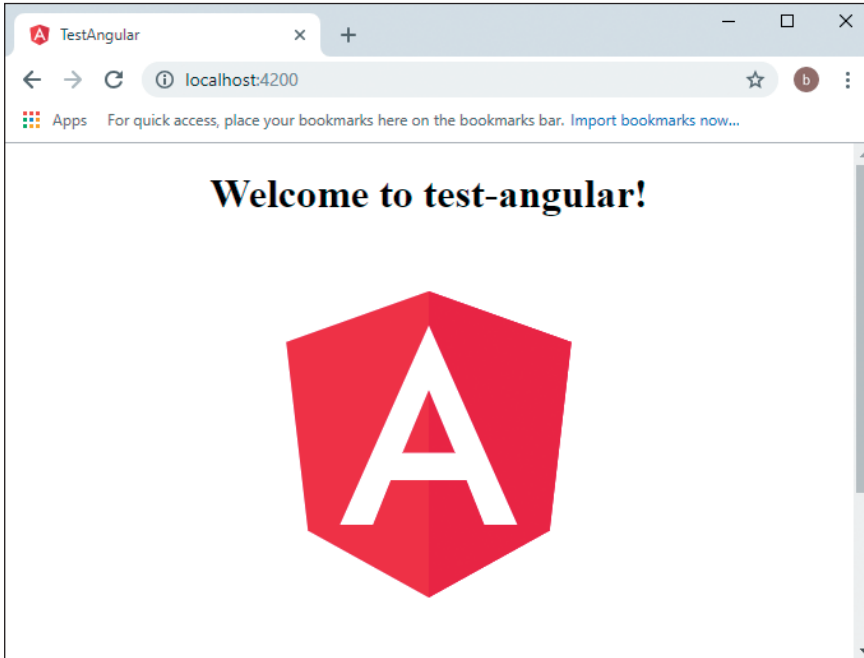 TestAngular
localhost:4200
b
Apps For quick access, place your bookmarks here on the bookmarks bar. Import bookmarks now...
Welcome to test-angular!
A